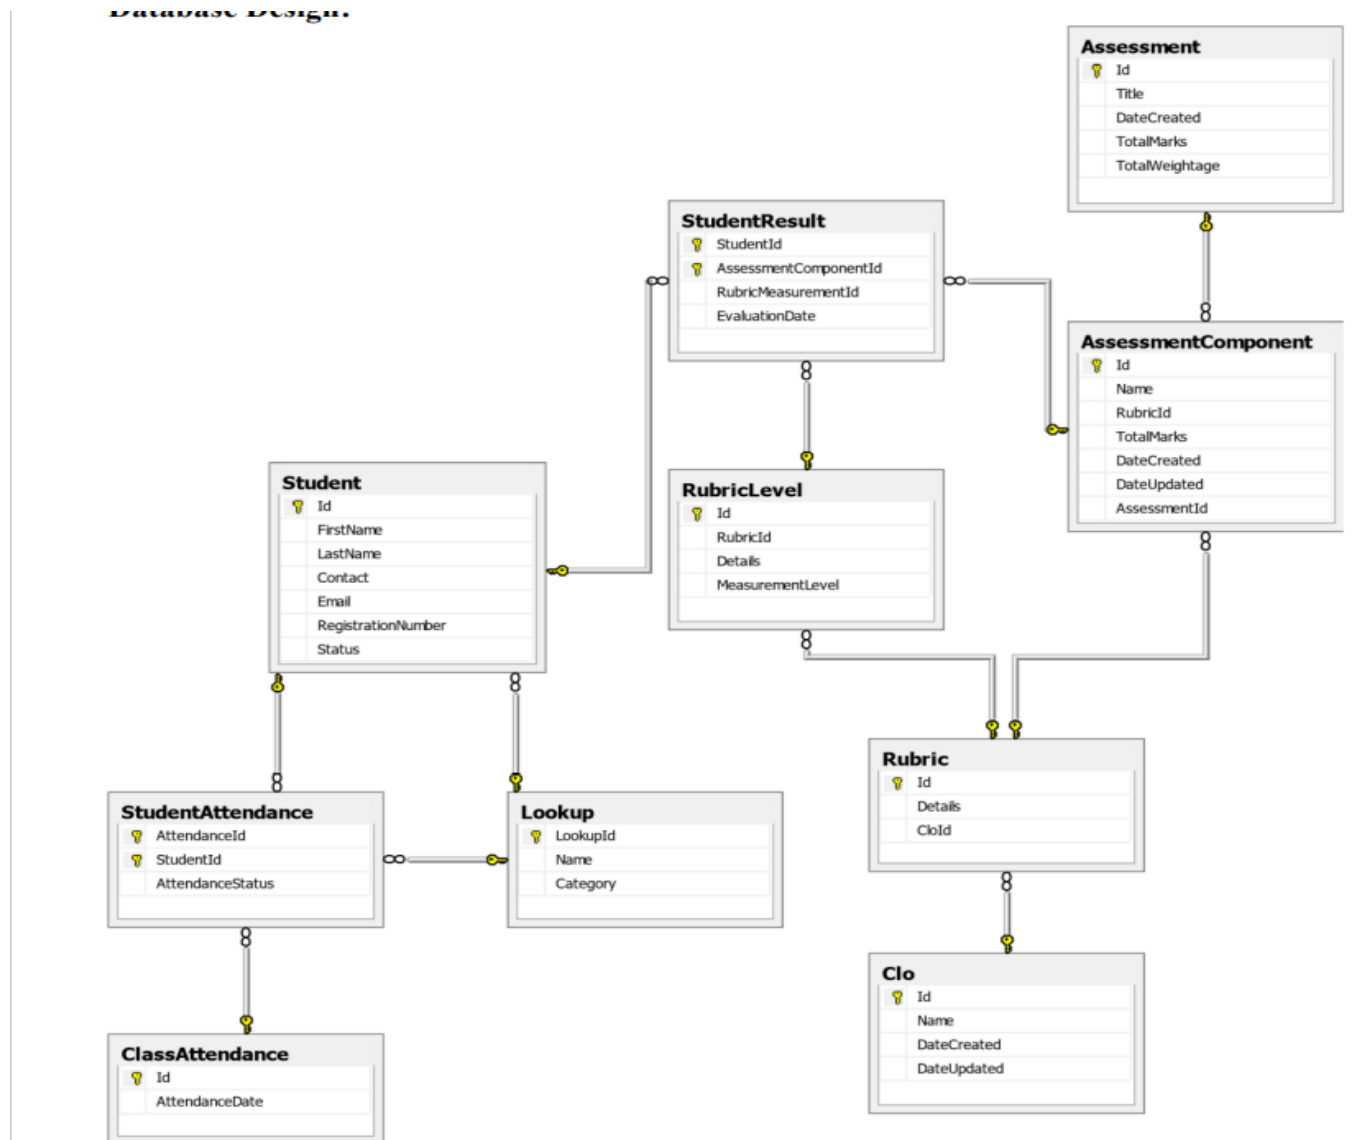 Database Design:
Assessment
Id
Title
DateCreated
TotalMarks
TotalWeightage
StudentResult
StudentId
AssessmentComponentId
RubricMeasurementId
EvaluationDate
AssessmentComponent
Id
Name
RubricId
TotalMarks
DateCreated
DateUpdated
AssessmentId
Student
Id
FirstName
LastName
Contact
Email
RegistrationNumber
Status
RubricLevel
Id
RubricId
Details
MeasurementLevel
Rubric
Id
Details
CloId
StudentAttendance
AttendanceId
StudentId
AttendanceStatus
Lookup
LookupId
Name
Category
Clo
Id
Name
DateCreated
DateUpdated
ClassAttendance
Id
AttendanceDate